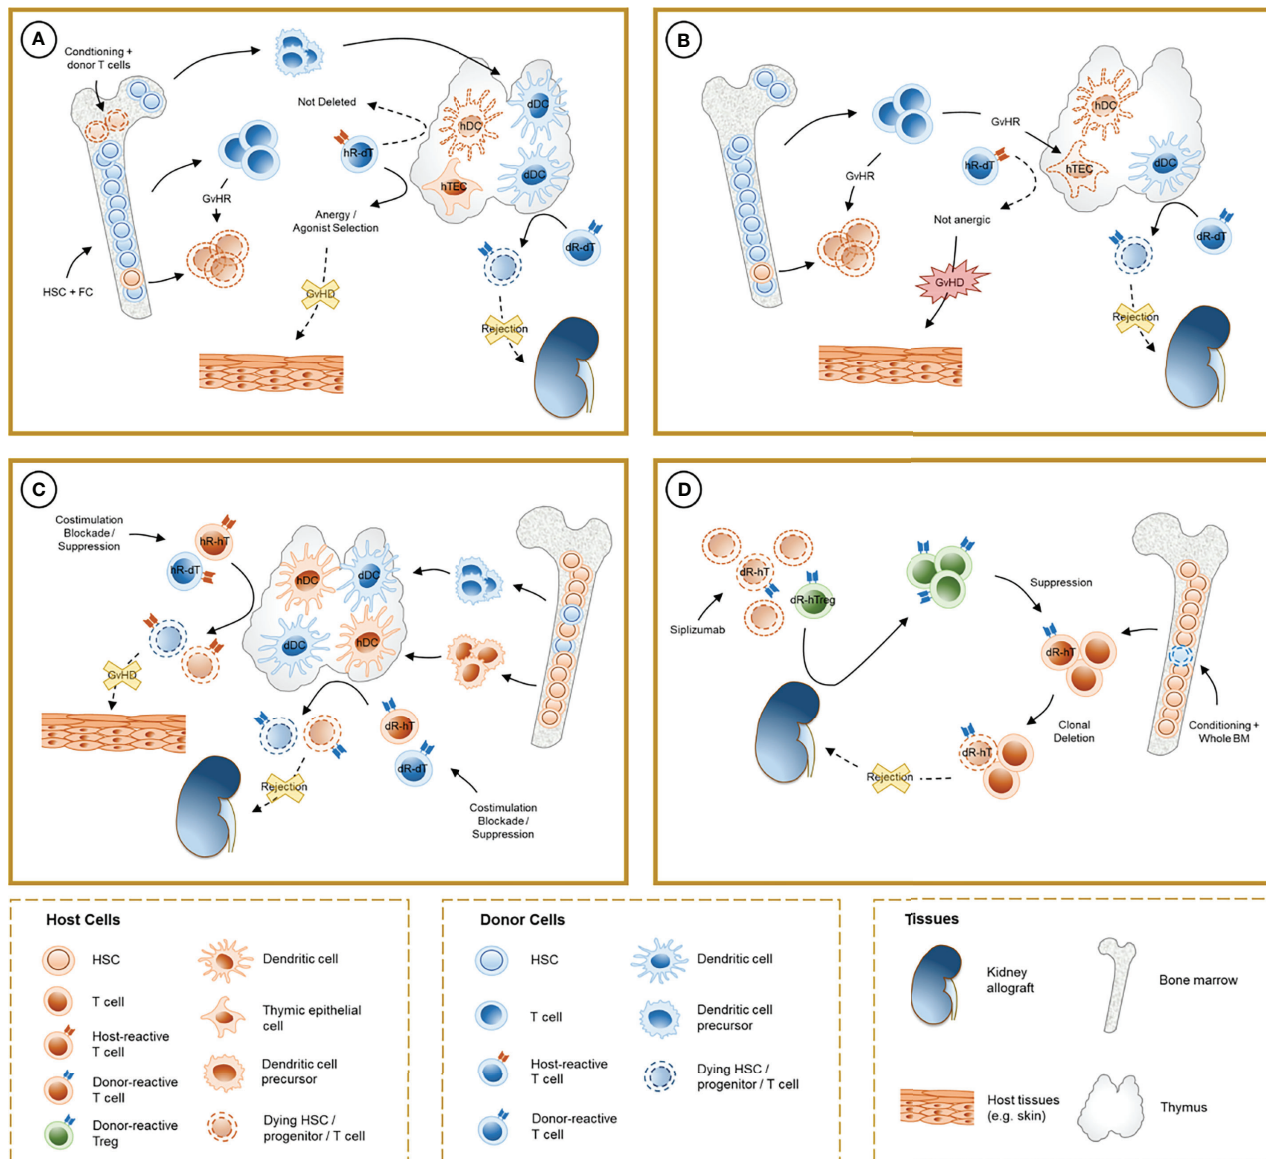 A
Condtioning +
donor T cells
Not Deleted
hDC
dDC
hR-dT
hTEC
dDC
GvHR
Anergy /
Agonist Selection
dR-dT
HSC + FC
GvHD
Rejection
B
hDC
GvHR
hR-dT
hTEC
dDC
GvHR
Not anergic
dR-dT
GvHD
Rejection
C
Costimulation
Blockade /
Suppression
hR-hT
hR-dT
hDC
dDC
dDC
hDC
GvHD
dR-hT
dR-dT
Rejection
Costimulation
Blockade /
Suppression
D
dR-hT
dR-hTreg
Siplizumab
Suppression
dR-hT
Clonal
Deletion
Conditioning +
Whole BM
dR-hT
Rejection
Host Cells
HSC
T cell
Host-reactive
T cell
Donor-reactive
T cell
Donor-reactive
Treg
Dendritic cell
Thymic epithelial
cell
Dendritic cell
precursor
Dying HSC /
progenitor / T cell
Donor Cells
HSC
T cell
Host-reactive
T cell
Donor-reactive
T cell
Dendritic cell
Dendritic cell
precursor
Dying HSC /
progenitor / T cell
Tissues
Kidney
allograft
Bone marrow
Host tissues
(e.g. skin)
Thymus